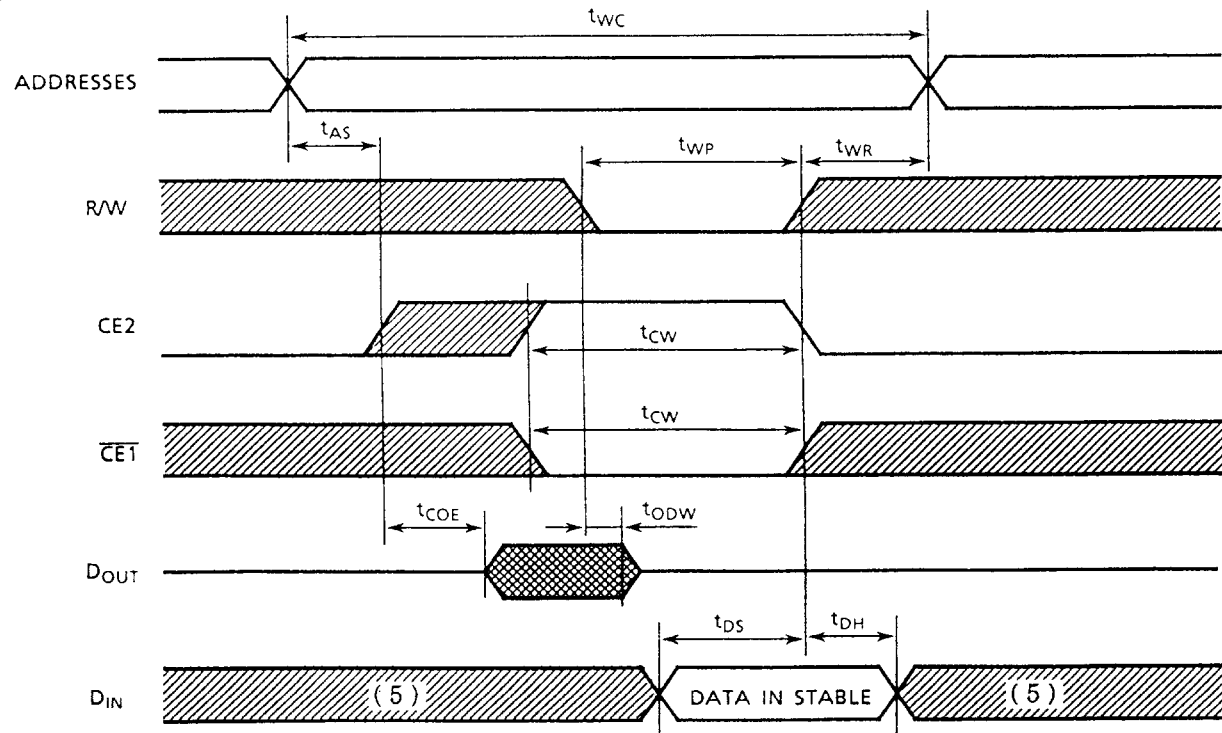 tWC
ADDRESSES
tAS
tWP
tWR
R/W
CE2
tCW
tCW
CE1
tCOE
tODW
DOUT
tDS
tDH
DIN
(5)
DATA IN STABLE
(5)